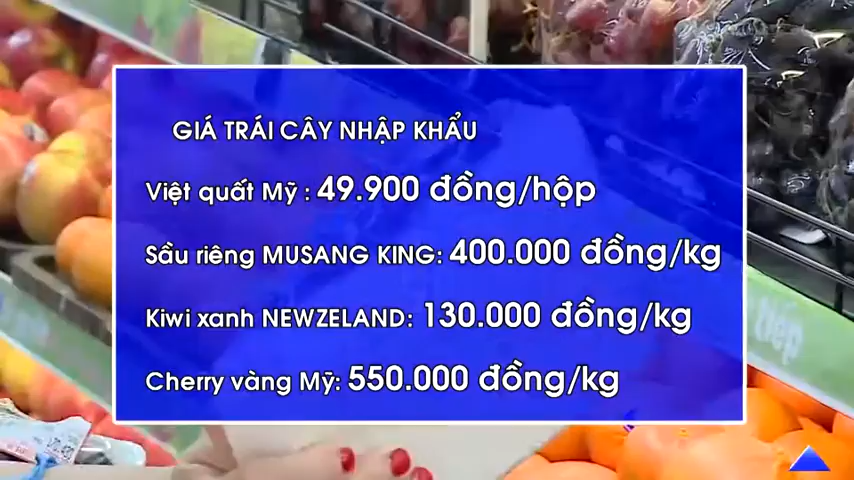 GIÁ TRÁI CÂY NHẬP KHẨU
Việt quất Mỹ : 49.900 đồng/hộp
Sầu riêng MUSANG KING: 400.000 đồng/kg
Kiwi xanh NEWZELAND: 130.000 đồng/kg
Cherry vàng Mỹ: 550.000 đồng/kg
tiếp